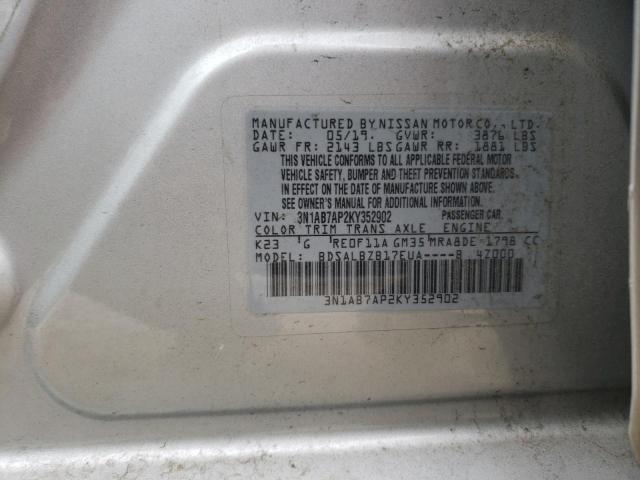 MANUFACTURED BY NISSAN MOTOR CO., LTD.
DATE: 05/19. GVWR: 3876 LBS
GAWR FR: 2143 LBS GAWR RR: 1881 LBS
THIS VEHICLE CONFORMS TO ALL APPLICABLE FEDERAL MOTOR
VEHICLE SAFETY, BUMPER AND THEFT PREVENTION STANDARDS
IN EFFECT ON THE DATE OF MANUFACTURE SHOWN ABOVE.
SEE OWNER'S MANUAL FOR ADDITIONAL INFORMATION.
VIN: 3N1AB7AP2KY352902 PASSENGER CAR
COLOR TRIM TRANS AXLE ENGINE
K23 G RE0F11A GM35 MRA8DE 1798 CC
MODEL: BDSALBZB17EUA----B 4Z000
3N1AB7AP2KY352902